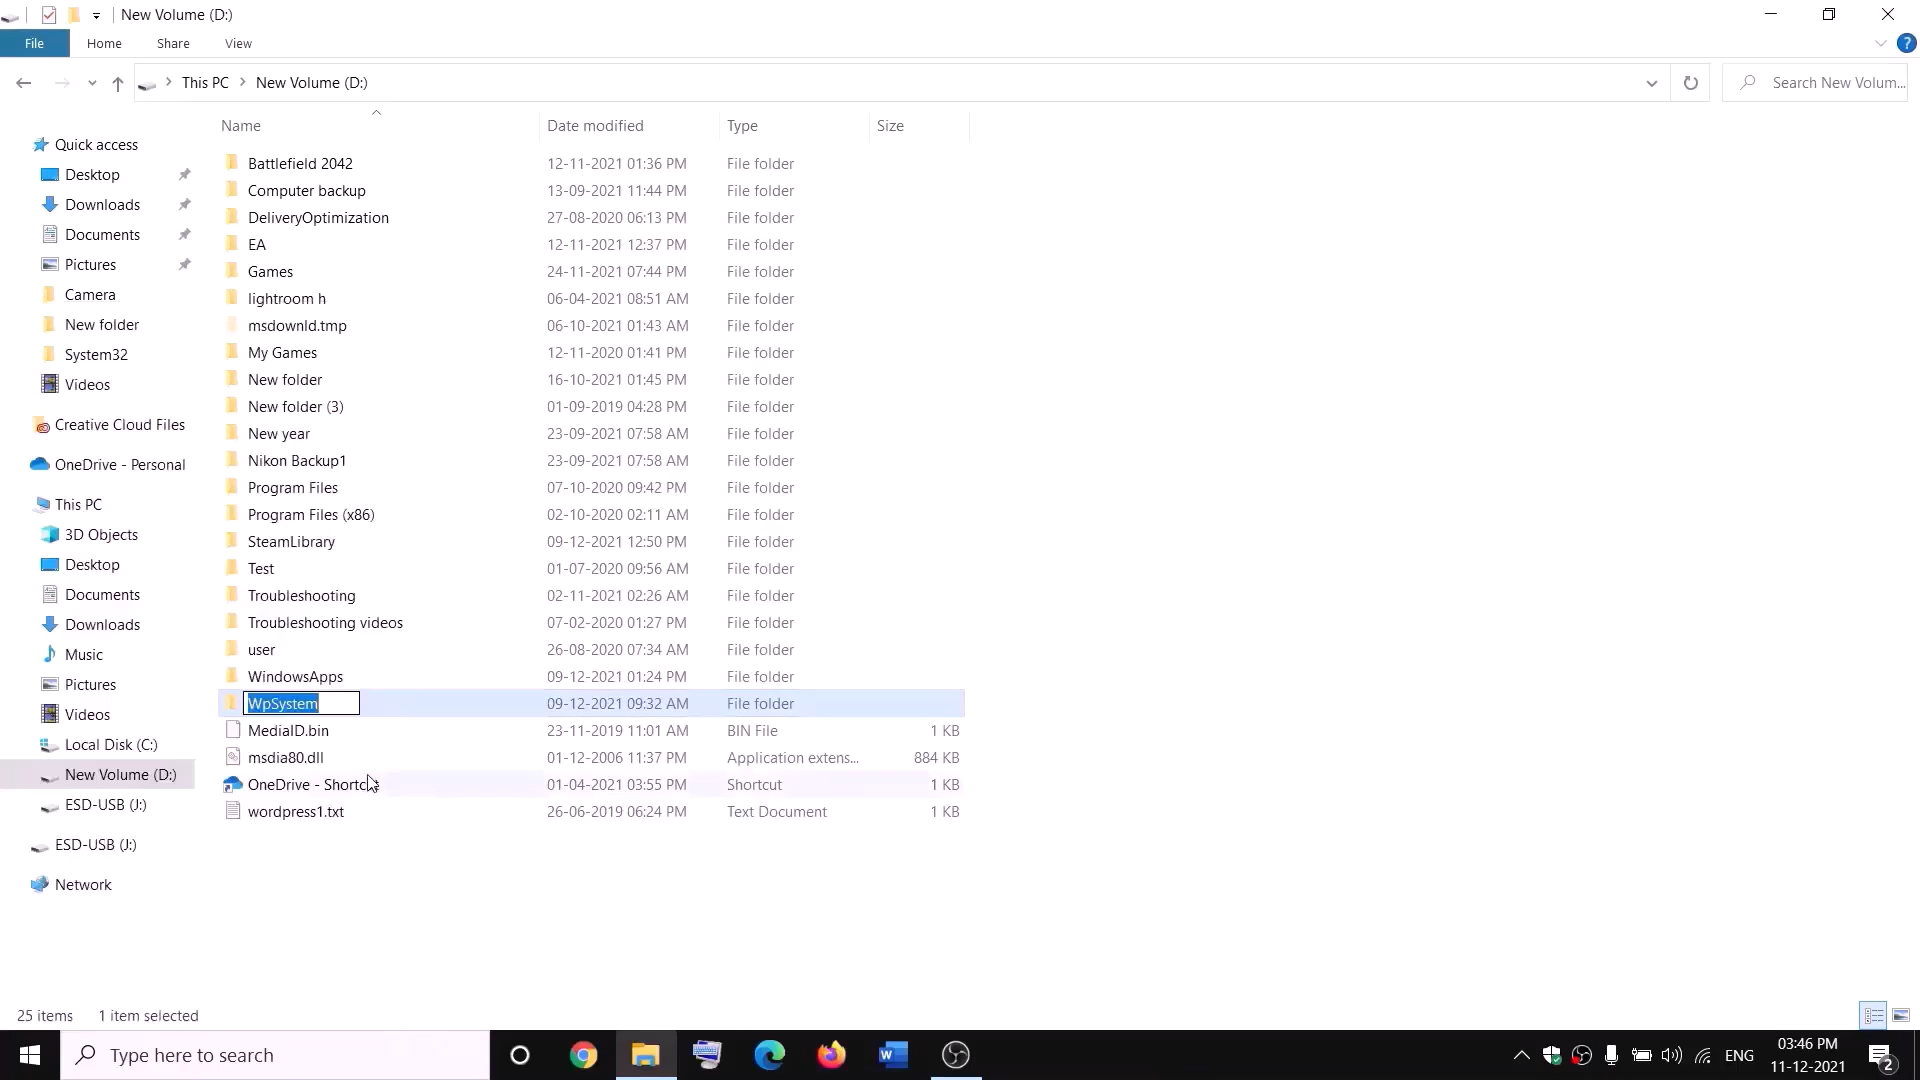 New Volume (D:)
File Home Share View
This PC New Volume (D:) Search New Volum...
Name Date modified Type Size
Quick access
Desktop
Downloads
Documents
Pictures
Camera
New folder
System32
Videos
Creative Cloud Files
OneDrive - Personal
This PC
3D Objects
Desktop
Documents
Downloads
Music
Pictures
Videos
Local Disk (C:)
New Volume (D:)
ESD-USB (J:)
ESD-USB (J:)
Network
Battlefield 2042 12-11-2021 01:36 PM File folder
Computer backup 13-09-2021 11:44 PM File folder
DeliveryOptimization 27-08-2020 06:13 PM File folder
EA 12-11-2021 12:37 PM File folder
Games 24-11-2021 07:44 PM File folder
lightroom h 06-04-2021 08:51 AM File folder
msdownld.tmp 06-10-2021 01:43 AM File folder
My Games 12-11-2020 01:41 PM File folder
New folder 16-10-2021 01:45 PM File folder
New folder (3) 01-09-2019 04:28 PM File folder
New year 23-09-2021 07:58 AM File folder
Nikon Backup1 23-09-2021 07:58 AM File folder
Program Files 07-10-2020 09:42 PM File folder
Program Files (x86) 02-10-2020 02:11 AM File folder
SteamLibrary 09-12-2021 12:50 PM File folder
Test 01-07-2020 09:56 AM File folder
Troubleshooting 02-11-2021 02:26 AM File folder
Troubleshooting videos 07-02-2020 01:27 PM File folder
user 26-08-2020 07:34 AM File folder
WindowsApps 09-12-2021 01:24 PM File folder
WpSystem 09-12-2021 09:32 AM File folder
MediaID.bin 23-11-2019 11:01 AM BIN File 1 KB
msdia80.dll 01-12-2006 11:37 PM Application extens... 884 KB
OneDrive - Shortcut 01-04-2021 03:55 PM Shortcut 1 KB
wordpress1.txt 26-06-2019 06:24 PM Text Document 1 KB
25 items 1 item selected
Type here to search
ENG
03:46 PM
11-12-2021
2